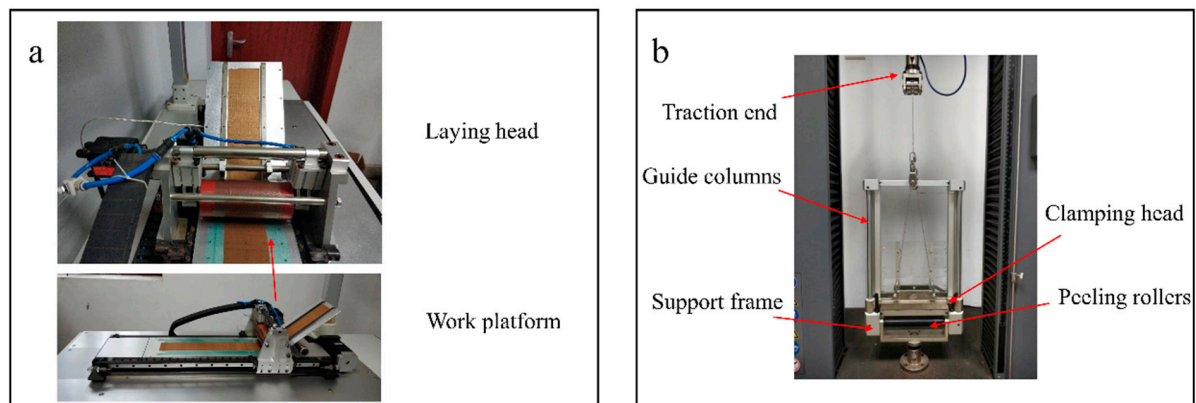 a
Laying head
Work platform
b
Traction end
Guide columns
Clamping head
Support frame
Peeling rollers